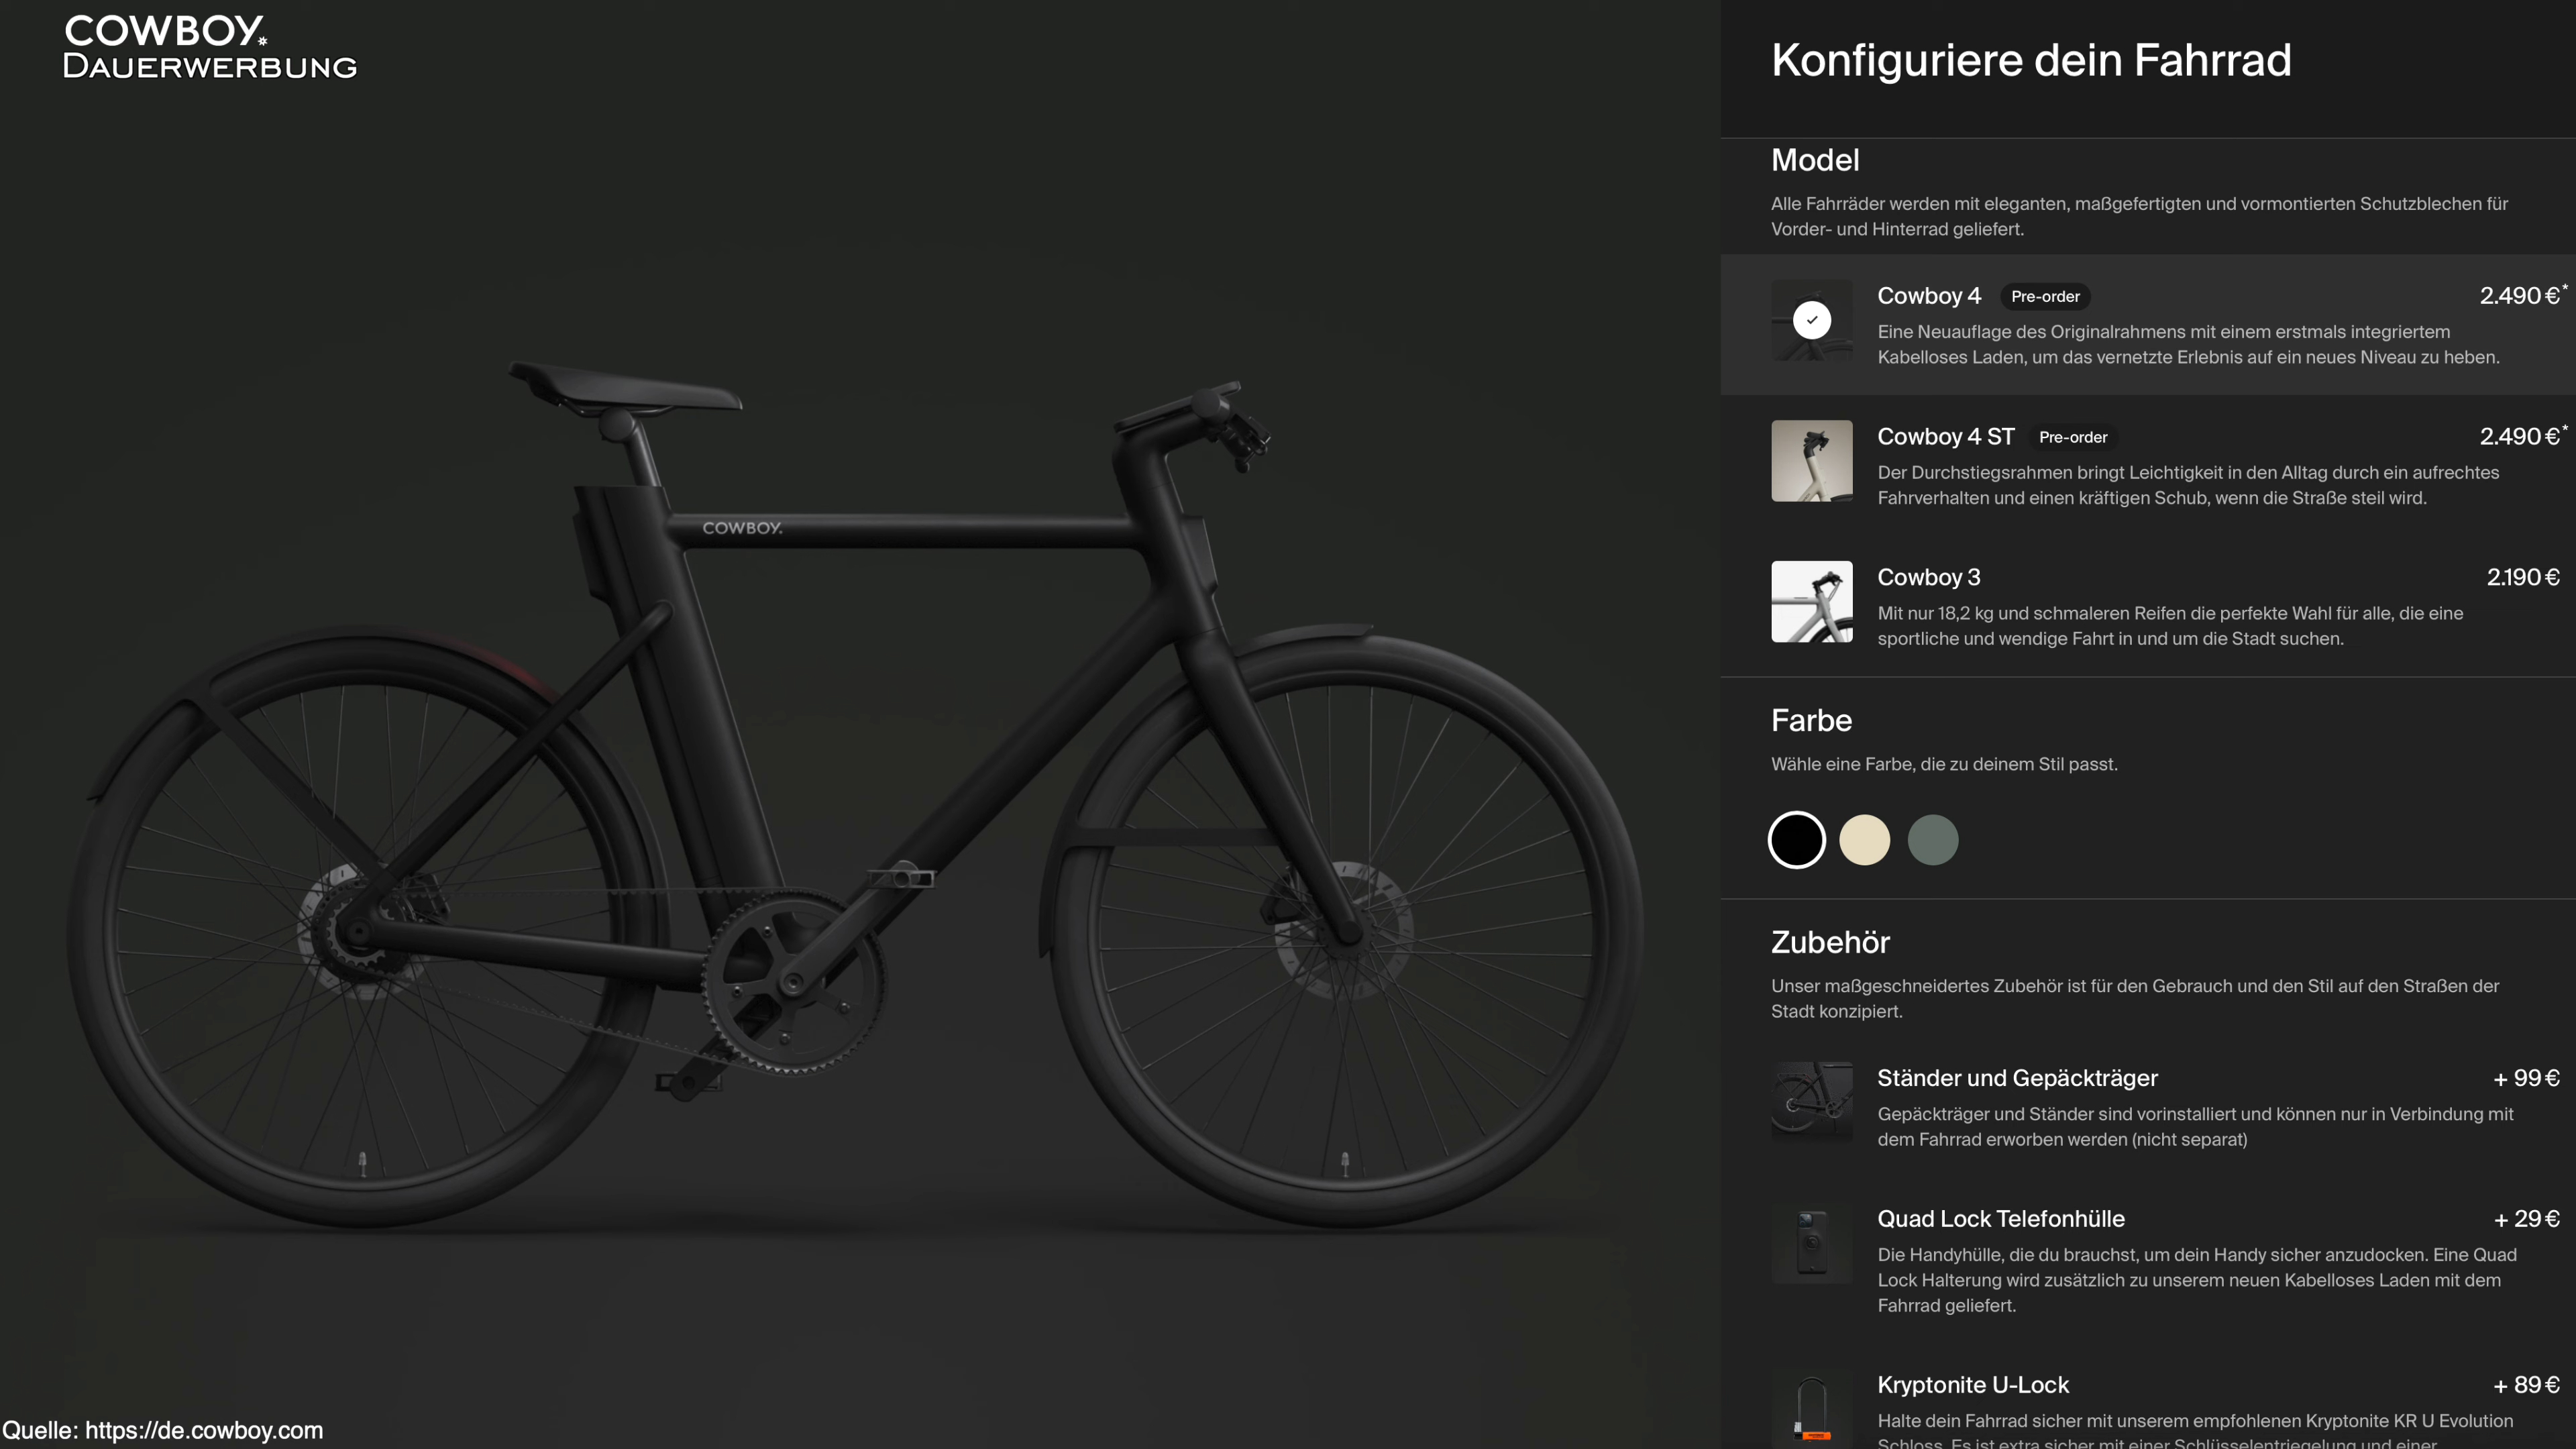 COWBOY.
DAUERWERBUNG
COWBOY.
Quelle: https://de.cowboy.com
Konfiguriere dein Fahrrad
Model
Alle Fahrräder werden mit eleganten, maßgefertigten und vormontierten Schutzblechen für
Vorder- und Hinterrad geliefert.
Cowboy 4 Pre-order 2.490 €*
Eine Neuauflage des Originalrahmens mit einem erstmals integriertem
Kabelloses Laden, um das vernetzte Erlebnis auf ein neues Niveau zu heben.
Cowboy 4 ST Pre-order 2.490 €*
Der Durchstiegsrahmen bringt Leichtigkeit in den Alltag durch ein aufrechtes
Fahrverhalten und einen kräftigen Schub, wenn die Straße steil wird.
Cowboy 3 2.190 €
Mit nur 18,2 kg und schmaleren Reifen die perfekte Wahl für alle, die eine
sportliche und wendige Fahrt in und um die Stadt suchen.
Farbe
Wähle eine Farbe, die zu deinem Stil passt.
Zubehör
Unser maßgeschneidertes Zubehör ist für den Gebrauch und den Stil auf den Straßen der
Stadt konzipiert.
Ständer und Gepäckträger + 99 €
Gepäckträger und Ständer sind vorinstalliert und können nur in Verbindung mit
dem Fahrrad erworben werden (nicht separat)
Quad Lock Telefonhülle + 29 €
Die Handyhülle, die du brauchst, um dein Handy sicher anzudocken. Eine Quad
Lock Halterung wird zusätzlich zu unserem neuen Kabelloses Laden mit dem
Fahrrad geliefert.
Kryptonite U-Lock + 89 €
Halte dein Fahrrad sicher mit unserem empfohlenen Kryptonite KR U Evolution
Schloss. Es ist extra sicher mit einer Schlüsselentriegelung und einer